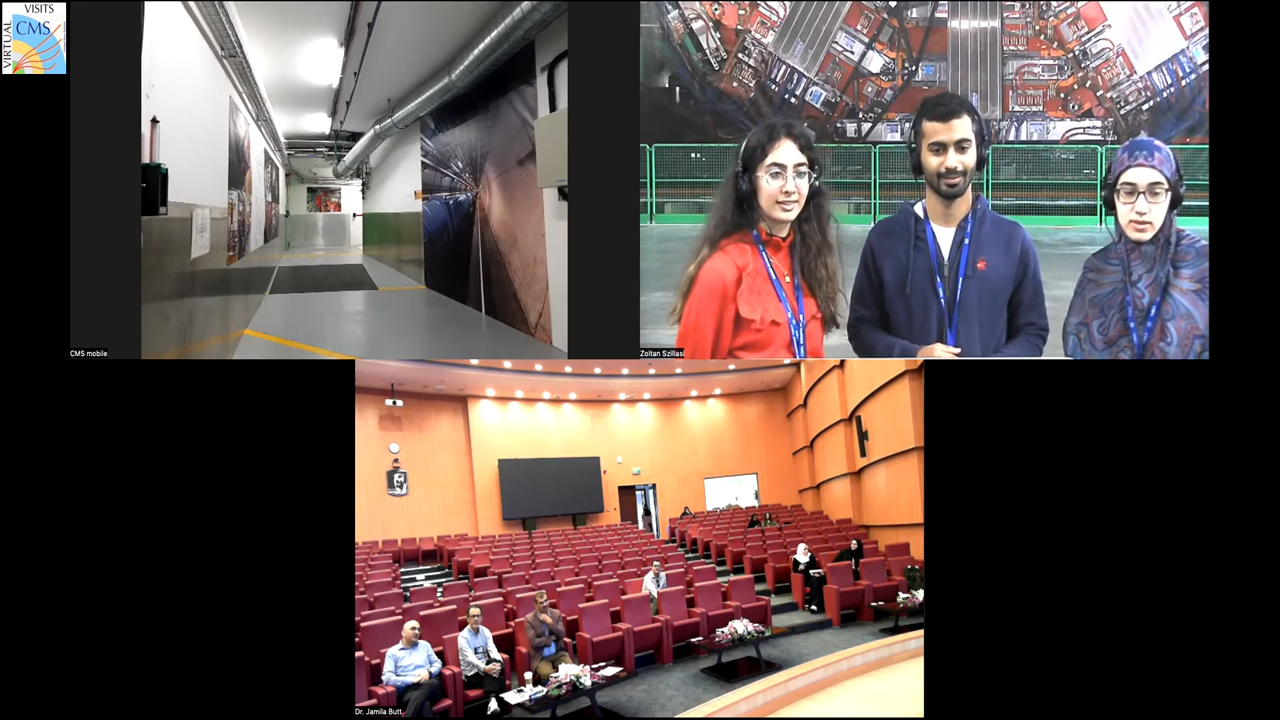 VISITS
VIRTUAL
CMS
CMS mobile
Zoltan Szillasi
Dr. Jamila Butt